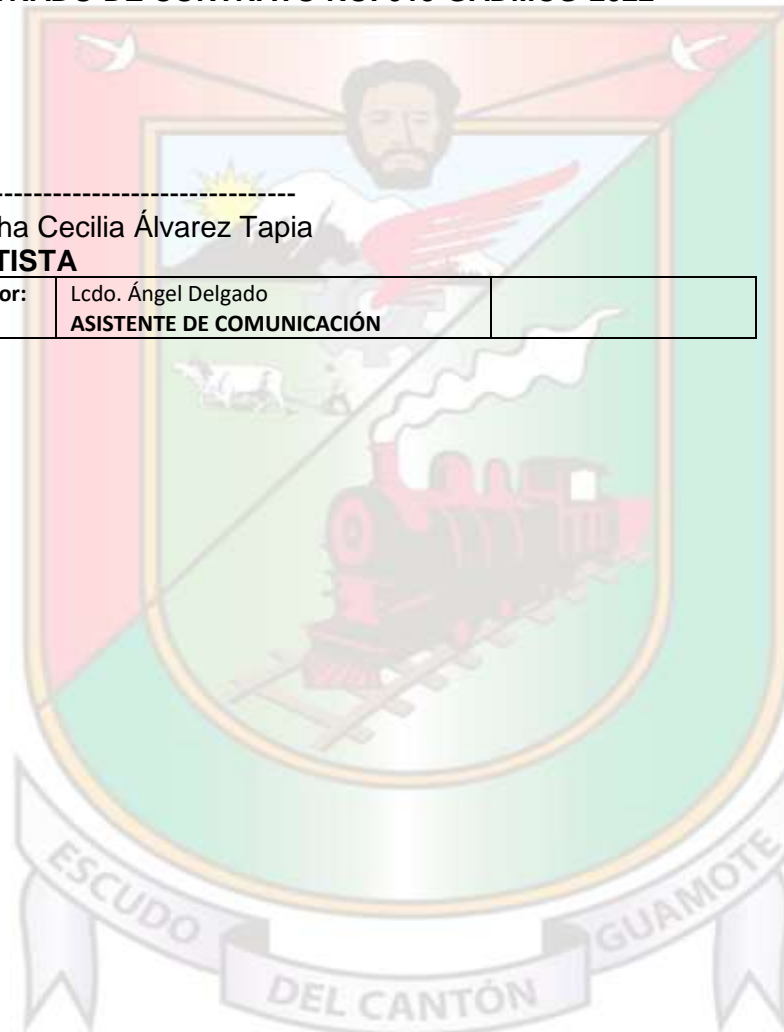 --------------------------------
ha Cecilia Álvarez Tapia
TISTA
or: Lcdo. Ángel Delgado
ASISTENTE DE COMUNICACIÓN
ESCUDO DEL CANTÓN GUAMOTE